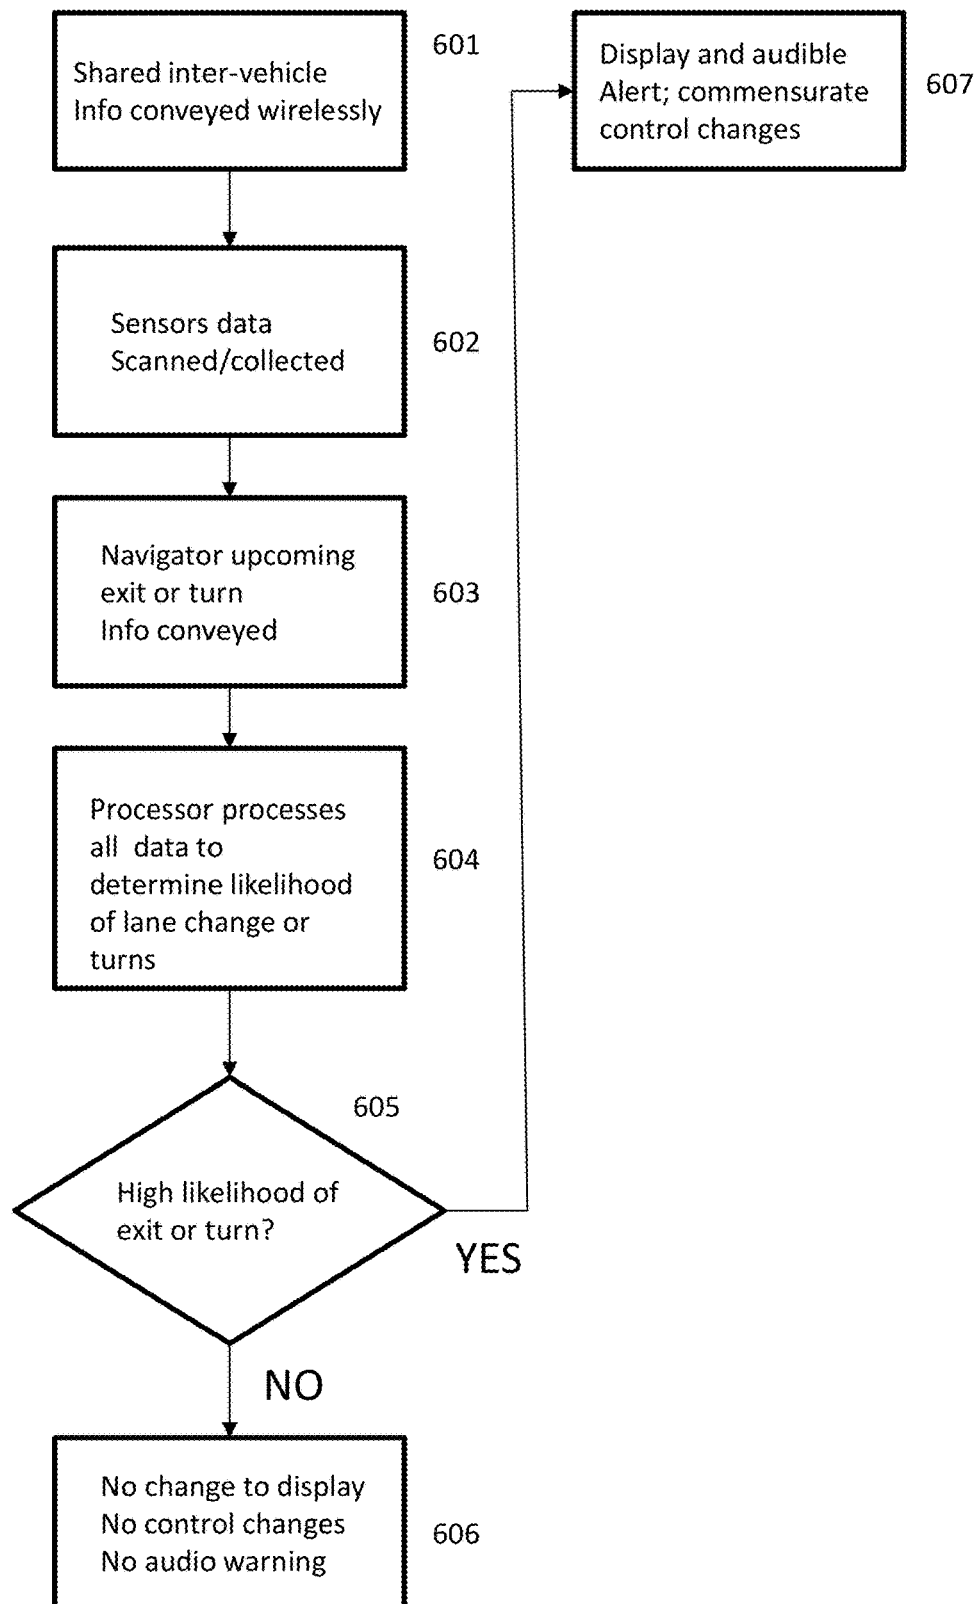 Shared inter-vehicle
Info conveyed wirelessly
601
Display and audible
Alert; commensurate
control changes
607
Sensors data
Scanned/collected
602
Navigator upcoming
exit or turn
Info conveyed
603
Processor processes
all data to
determine likelihood
of lane change or
turns
604
605
High likelihood of
exit or turn?
YES
NO
No change to display
No control changes
No audio warning
606